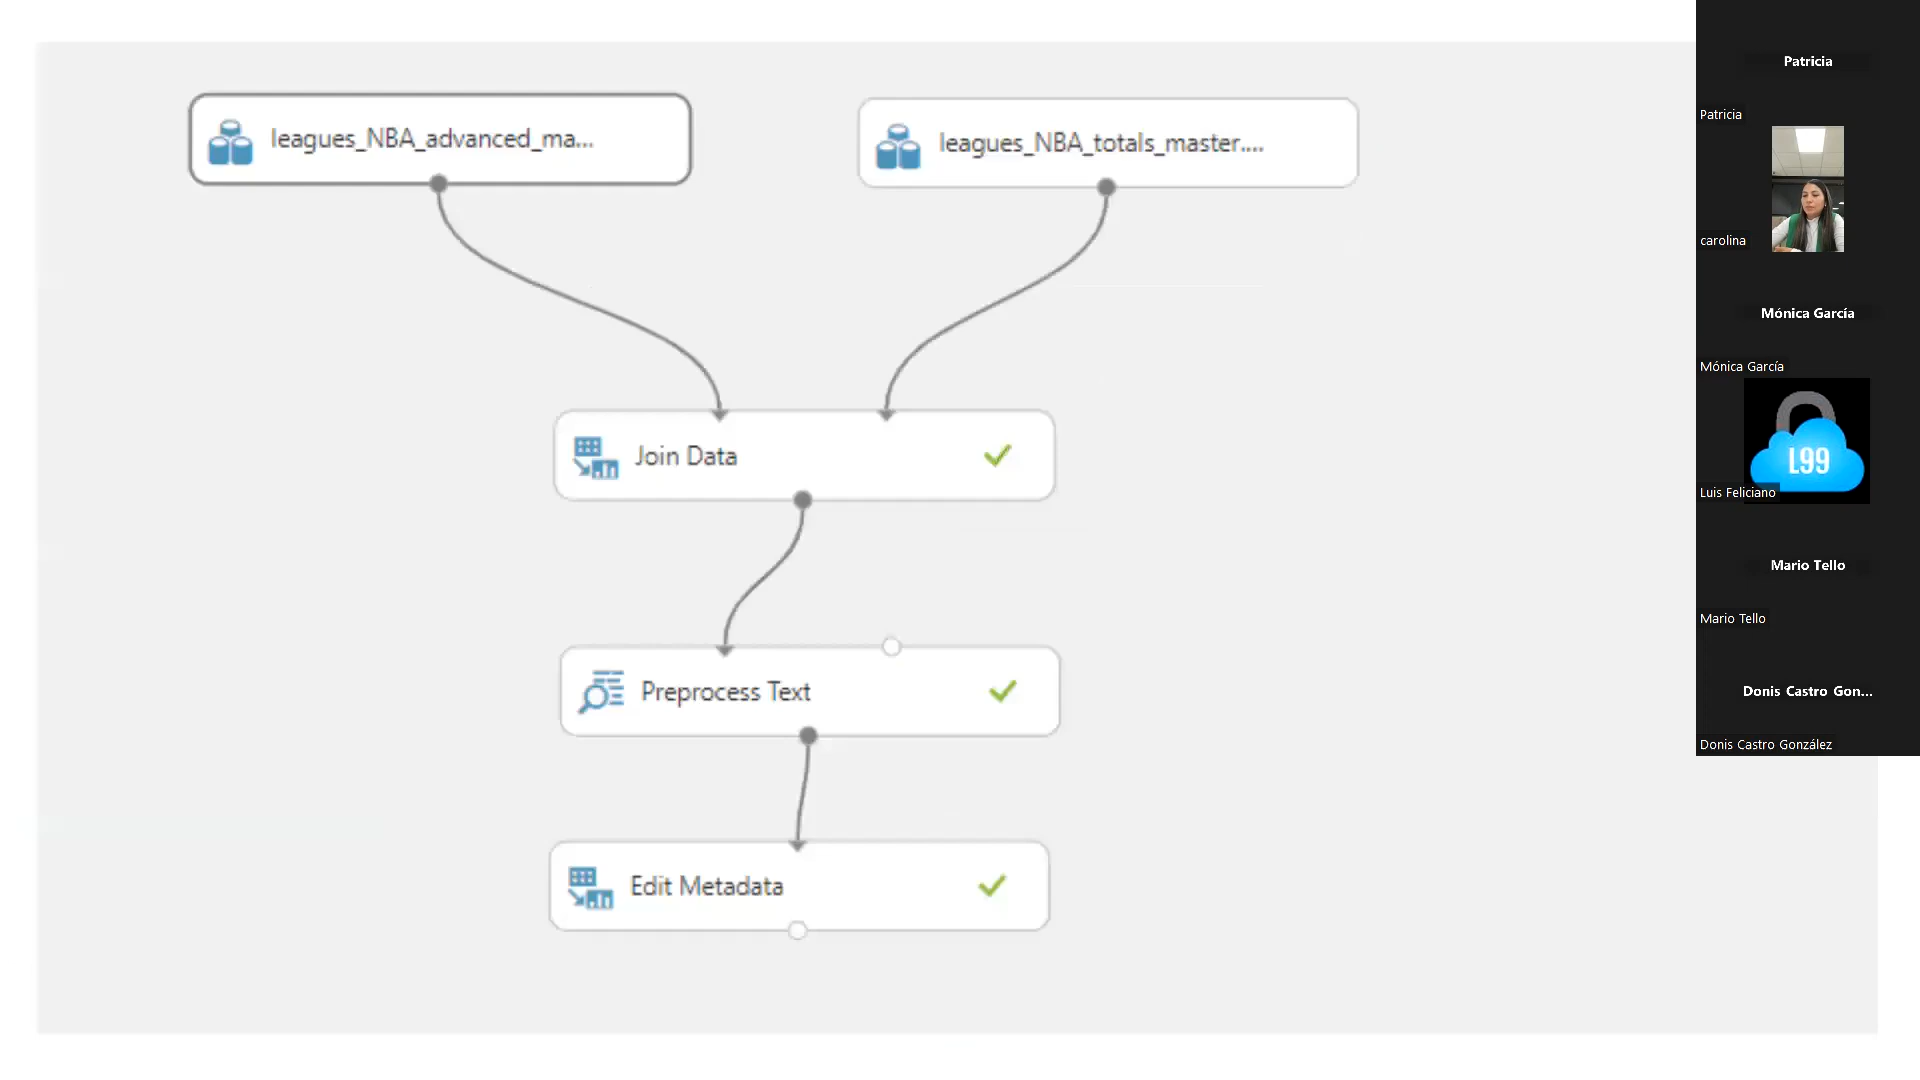 leagues_NBA_advanced_ma...
leagues_NBA_totals_master....
Join Data
Preprocess Text
Edit Metadata
Patricia
Patricia
carolina
Mónica García
Mónica García
L99
Luis Feliciano
Mario Tello
Mario Tello
Donis Castro Gon...
Donis Castro González